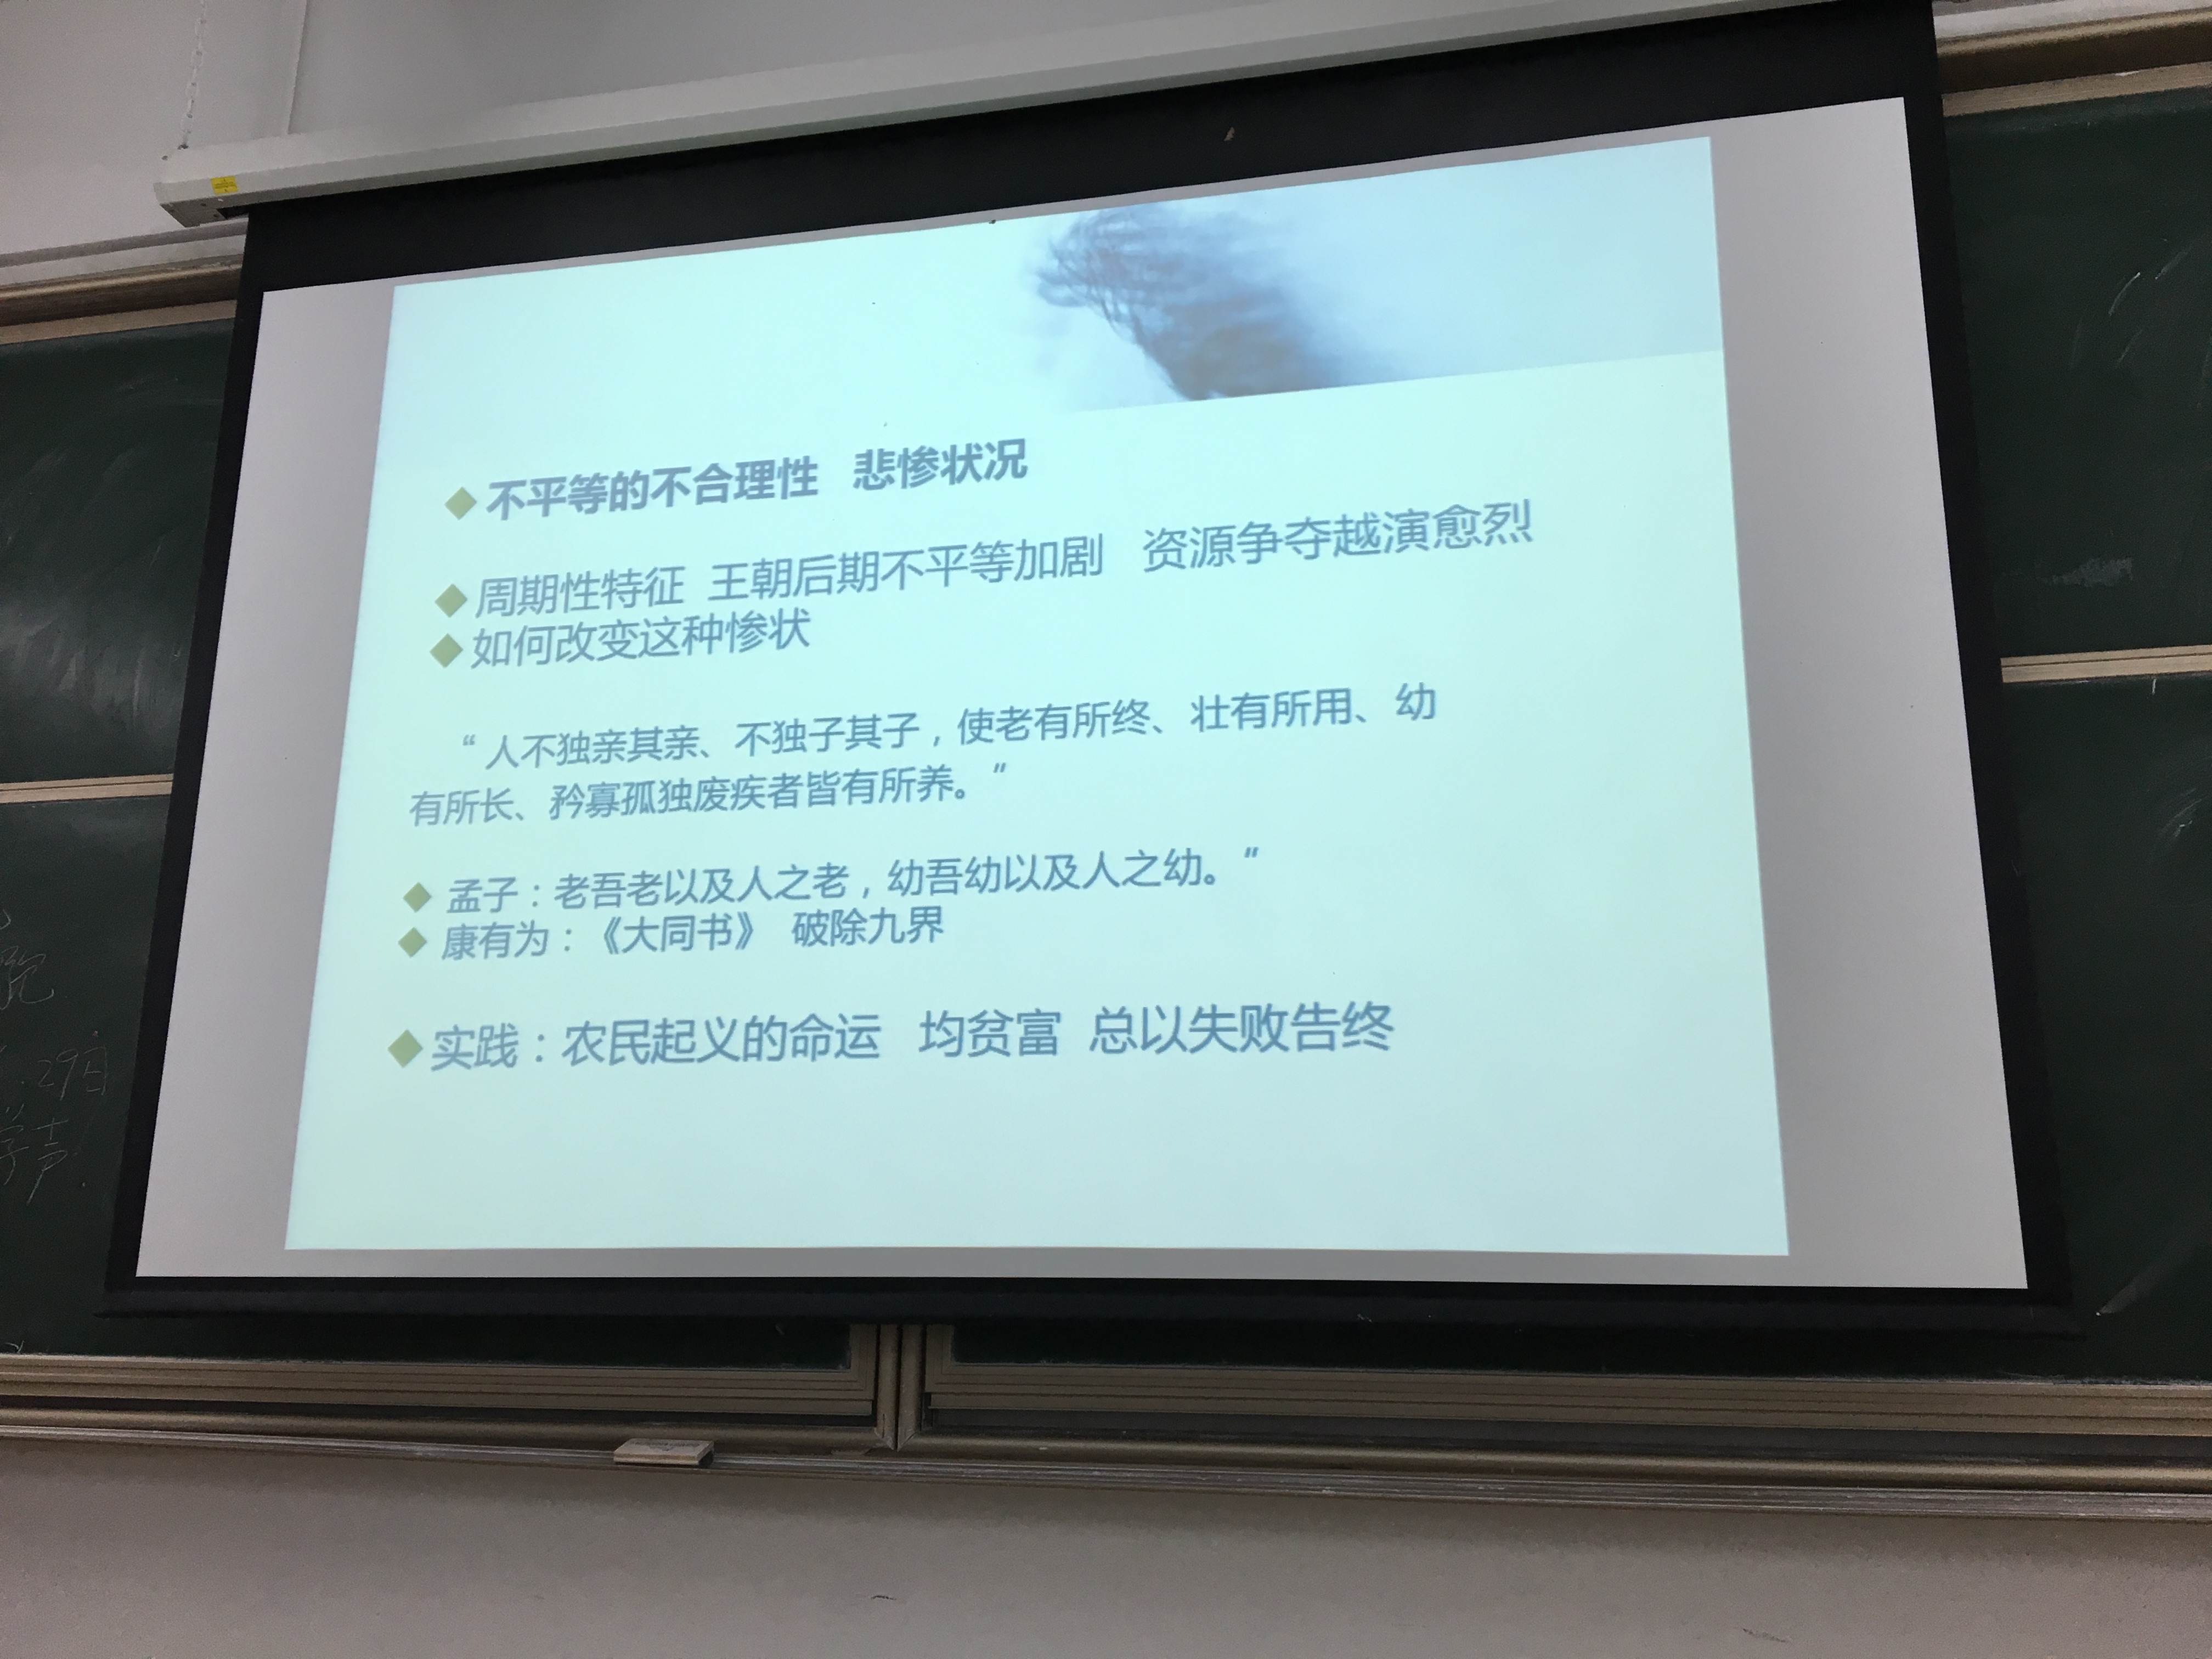 不平等的不合理性 悲惨状况
周期性特征 王朝后期不平等加剧 资源争夺越演愈烈
如何改变这种惨状
“人不独亲其亲、不独子其子，使老有所终、壮有所用、幼
有所长、矜寡孤独废疾者皆有所养。”
孟子：老吾老以及人之老，幼吾幼以及人之幼。”
康有为：《大同书》 破除九界
实践：农民起义的命运 均贫富 总以失败告终
29日